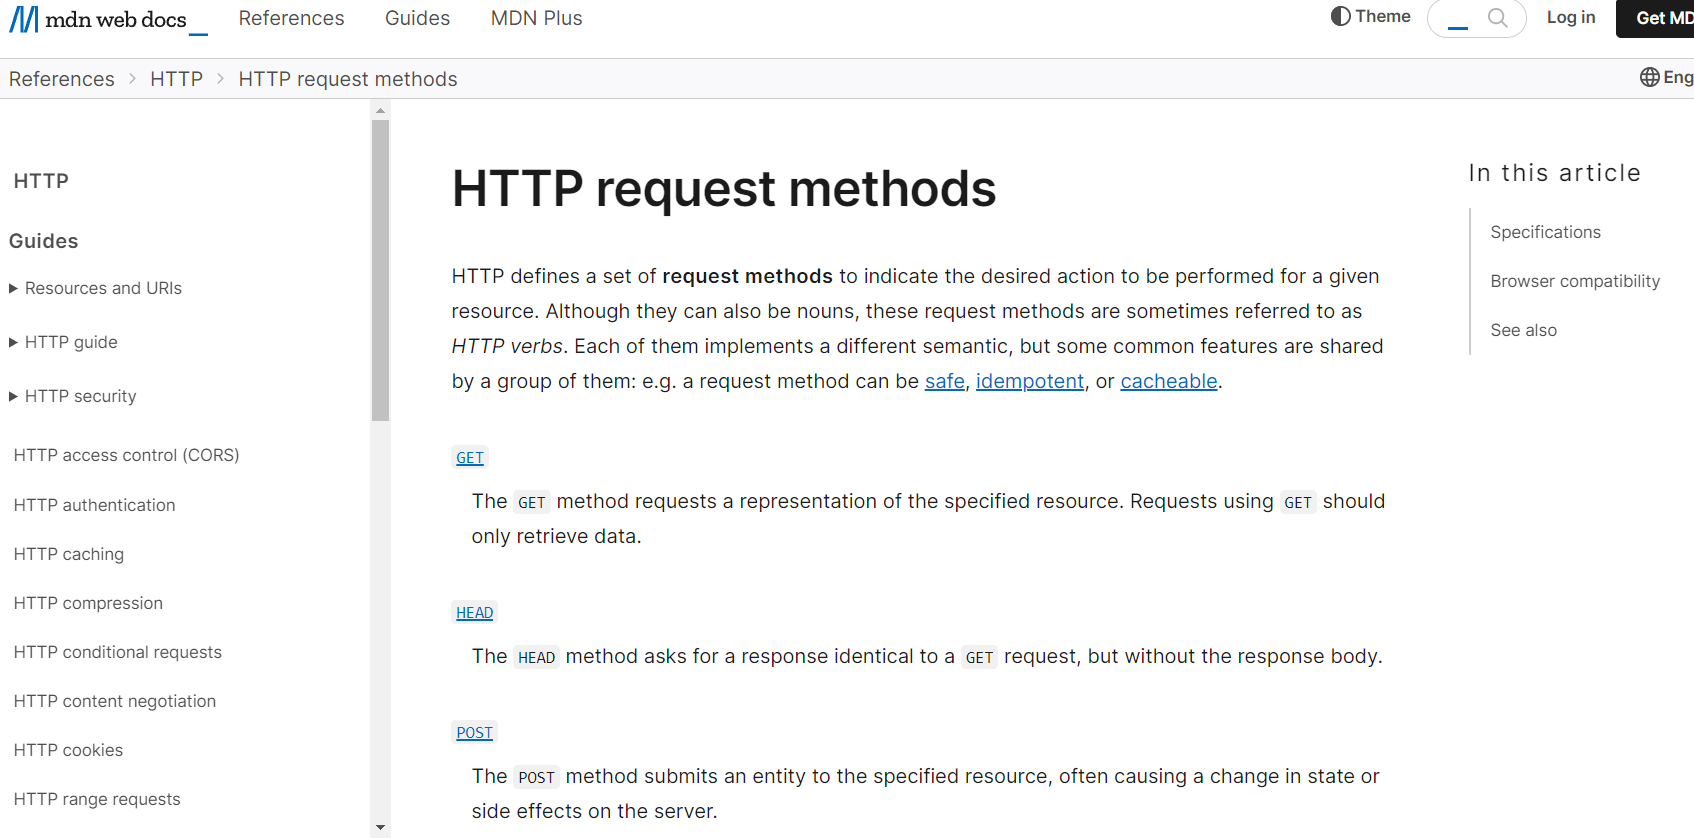 mdn web docs
References
Guides
MDN Plus
Theme
Log in
Get MD
References
HTTP
HTTP request methods
Eng
HTTP
Guides
Resources and URIs
HTTP guide
HTTP security
HTTP access control (CORS)
HTTP authentication
HTTP caching
HTTP compression
HTTP conditional requests
HTTP content negotiation
HTTP cookies
HTTP range requests
HTTP request methods
HTTP defines a set of request methods to indicate the desired action to be performed for a given
resource. Although they can also be nouns, these request methods are sometimes referred to as
HTTP verbs. Each of them implements a different semantic, but some common features are shared
by a group of them: e.g. a request method can be safe, idempotent, or cacheable.
GET
The GET method requests a representation of the specified resource. Requests using GET should
only retrieve data.
HEAD
The HEAD method asks for a response identical to a GET request, but without the response body.
POST
The POST method submits an entity to the specified resource, often causing a change in state or
side effects on the server.
In this article
Specifications
Browser compatibility
See also